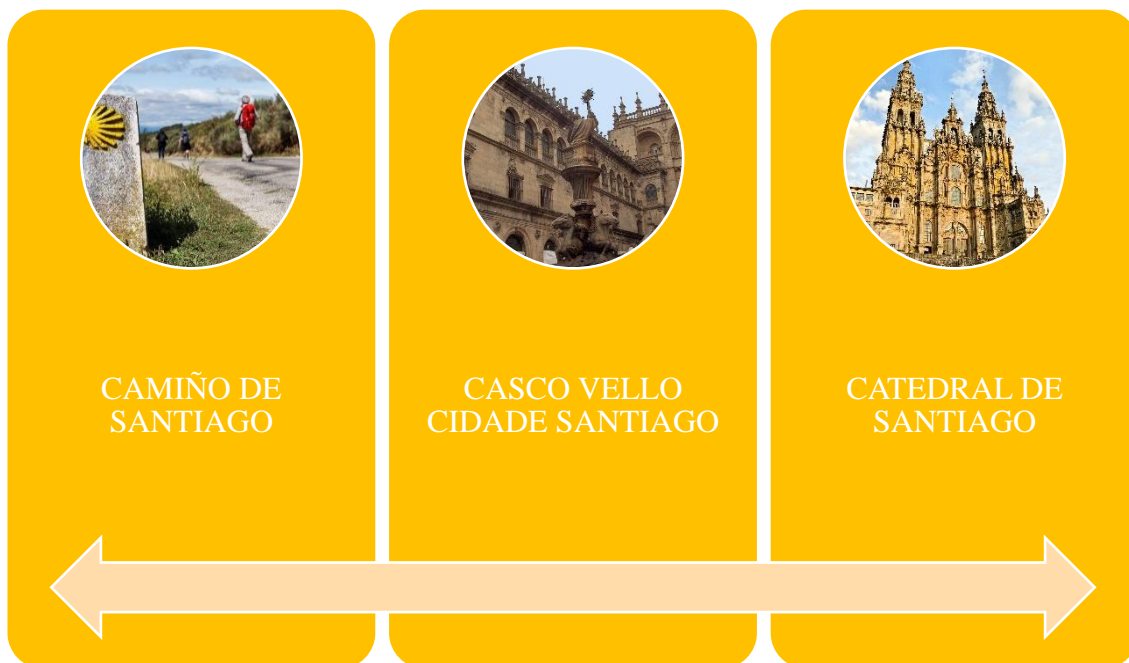 CAMIÑO DE
SANTIAGO
CASCO VELLO
CIDADE SANTIAGO
CATEDRAL DE
SANTIAGO